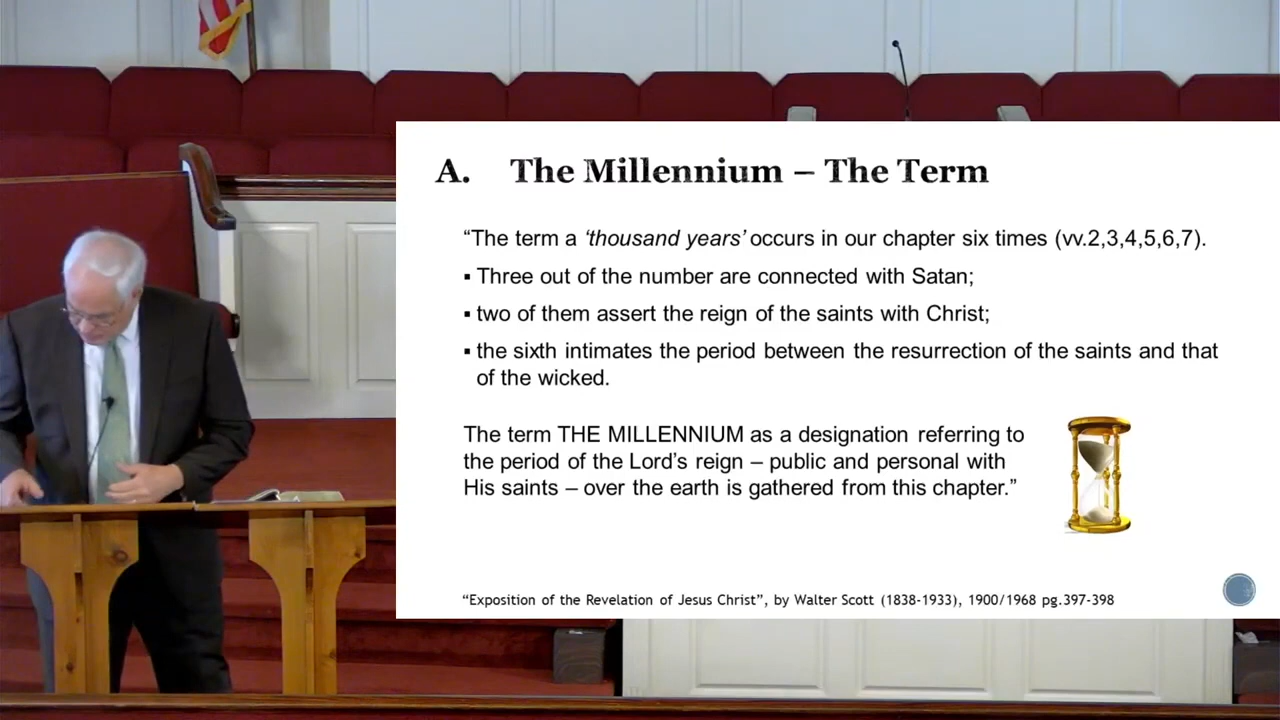 A. The Millennium – The Term
“The term a ‘thousand years’ occurs in our chapter six times (vv.2,3,4,5,6,7).
▪ Three out of the number are connected with Satan;
▪ two of them assert the reign of the saints with Christ;
▪ the sixth intimates the period between the resurrection of the saints and that
of the wicked.
The term THE MILLENNIUM as a designation referring to
the period of the Lord’s reign – public and personal with
His saints – over the earth is gathered from this chapter.”
“Exposition of the Revelation of Jesus Christ”, by Walter Scott (1838-1933), 1900/1968 pg.397-398